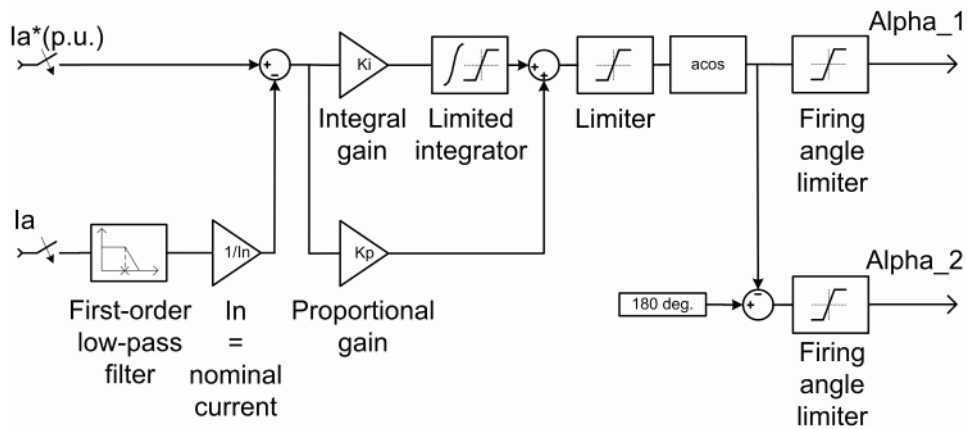 Ia*(p.u.)
Alpha_1
+
−
Ki
+
+
acos
Integral
gain
Limited
integrator
Limiter
Firing
angle
limiter
Ia
1/In
Kp
Alpha_2
First-order
low-pass
filter
In
=
nominal
current
Proportional
gain
180 deg.
+
−
Firing
angle
limiter